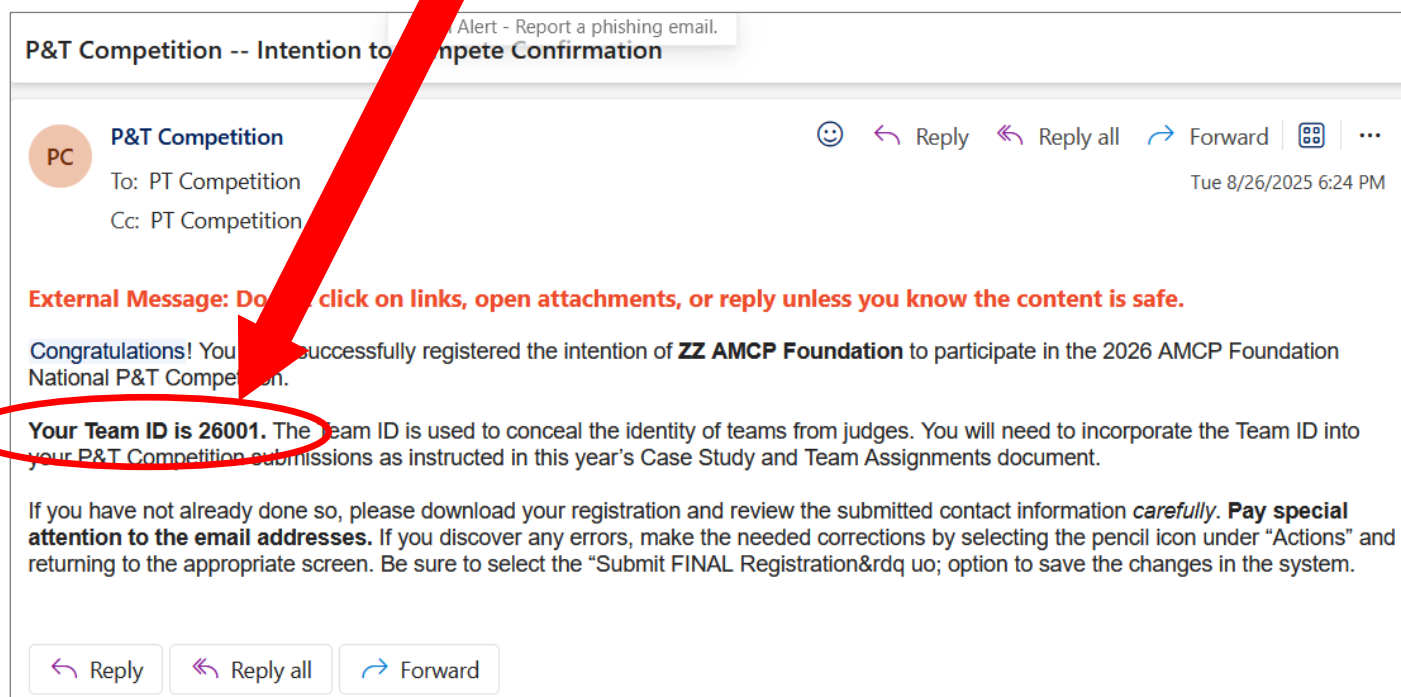 Alert - Report a phishing email.
P&T Competition -- Intention to Compete Confirmation
PC
P&T Competition
Reply
Reply all
Forward
To: PT Competition
Tue 8/26/2025 6:24 PM
Cc: PT Competition
External Message: Do click on links, open attachments, or reply unless you know the content is safe.
Congratulations! You successfully registered the intention of ZZ AMCP Foundation to participate in the 2026 AMCP Foundation
National P&T Competition.
Your Team ID is 26001. The Team ID is used to conceal the identity of teams from judges. You will need to incorporate the Team ID into
your P&T Competition submissions as instructed in this year's Case Study and Team Assignments document.
If you have not already done so, please download your registration and review the submitted contact information carefully. Pay special
attention to the email addresses. If you discover any errors, make the needed corrections by selecting the pencil icon under “Actions” and
returning to the appropriate screen. Be sure to select the “Submit FINAL Registration&rdq uo; option to save the changes in the system.
Reply
Reply all
Forward